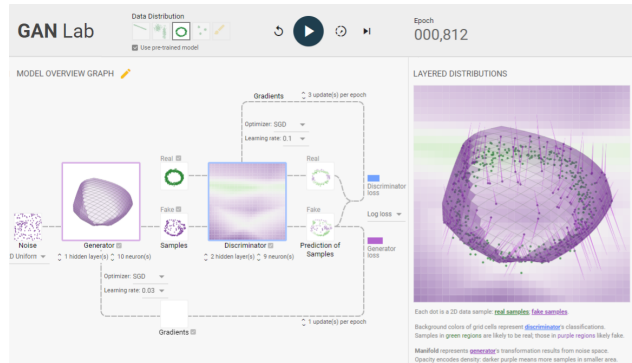 GAN Lab
Data Distribution
Use pre-trained model
Epoch
000,812
MODEL OVERVIEW GRAPH
Gradients
3 update(s) per epoch
Optimizer: SGD
Learning rate: 0.1
Real
Real
Fake
Fake
Discriminator
loss
Log loss
Generator
loss
Noise
Generator
Samples
Discriminator
Prediction of
Samples
D Uniform
1 hidden layer(s)
10 neuron(s)
2 hidden layer(s)
9 neuron(s)
Optimizer: SGD
Learning rate: 0.03
1 update(s) per epoch
Gradients
LAYERED DISTRIBUTIONS
Each dot is a 2D data sample: real samples; fake samples.
Background colors of grid cells represent discriminator's classifications.
Samples in green regions are likely to be real; those in purple regions likely fake.
Manifold represents generator's transformation results from noise space.
Opacity encodes density: darker purple means more samples in smaller area.